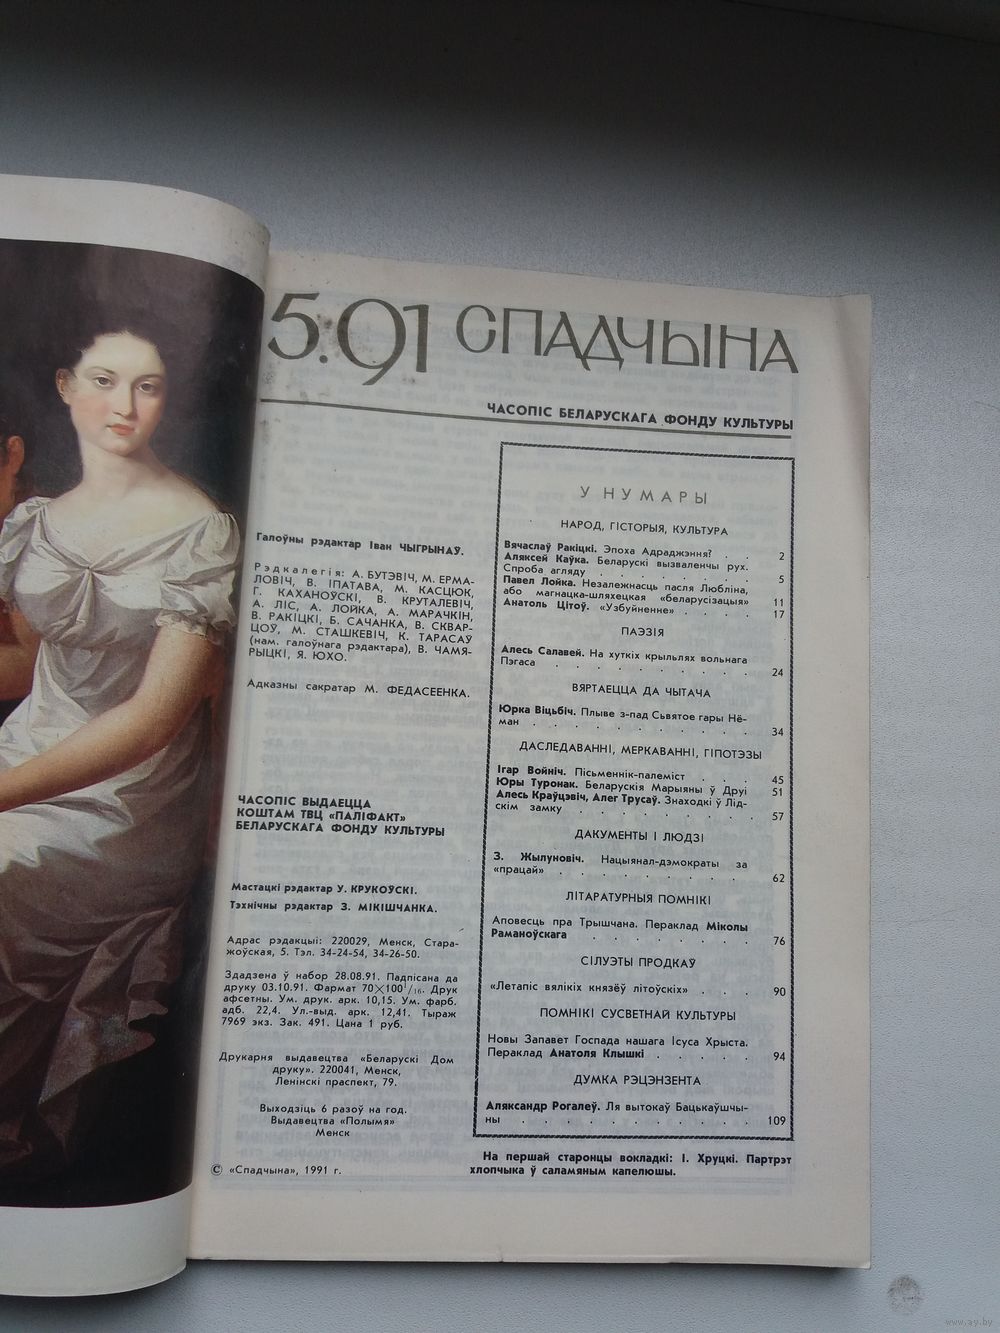 5.91 СПАДЧЫНА
ЧАСОПІС БЕЛАРУСКАГА ФОНДУ КУЛЬТУРЫ
Галоўны рэдактар Іван ЧЫГРЫНАЎ.
Рэдкалегія: А. БУТЭВІЧ, М. ЕРМА-
ЛОВІЧ, В. ІПАТАВА, М. КАСЦЮК,
Г. КАХАНОЎСКІ, В. КРУТАЛЕВІЧ,
А. ЛІС, А. ЛОЙКА, А. МАРАЧКІН,
В. РАКІЦКІ, Б. САЧАНКА, В. СКВАР-
ЦОЎ, М. СТАШКЕВІЧ, К. ТАРАСАЎ
(нам. галоўнага рэдактара), В. ЧАМЯ-
РЫЦКІ, Я. ЮХО.
Адказны сакратар М. ФЕДАСЕЕНКА.
ЧАСОПІС ВЫДАЕЦЦА
КОШТАМ ТВЦ «ПАЛІФАКТ»
БЕЛАРУСКАГА ФОНДУ КУЛЬТУРЫ
Мастацкі рэдактар У. КРУКОЎСКІ.
Тэхнічны рэдактар З. МІКІШЧАНКА.
Адрас рэдакцыі: 220029, Менск, Стара-
жоўская, 5. Тэл. 34-24-54, 34-26-50.
Здадзена ў набор 28.08.91. Падпісана да
друку 03.10.91. Фармат 70×100¹/₁₆. Друк
афсетны. Ум. друк. арк. 10,15. Ум. фарб.
адб. 22,4. Ул.-выд. арк. 12,41. Тыраж
7969 экз. Зак. 491. Цана 1 руб.
Друкарня выдавецтва «Беларускі Дом
друку». 220041, Менск,
Ленінскі праспект, 79.
Выходзіць 6 разоў на год.
Выдавецтва «Полымя»
Менск
© «Спадчына», 1991 г.
У НУМАРЫ
НАРОД, ГІСТОРЫЯ, КУЛЬТУРА
Вячаслаў Ракіцкі. Эпоха Адраджэння? . . 2
Аляксей Каўка. Беларускі вызваленчы рух.
Спроба агляду . . . . . . . . 5
Павел Лойка. Незалежнасць пасля Любліна,
або магнацка-шляхецкая «беларусізацыя» 11
Анатоль Цітоў. «Узбуйненне» . . . . 17
ПАЭЗІЯ
Алесь Салавей. На хуткіх крыльлях вольнага
Пэгаса . . . . . . . . . 24
ВЯРТАЕЦЦА ДА ЧЫТАЧА
Юрка Віцьбіч. Плыве з-пад Сьвятое гары Нё-
ман . . . . . . . . . . 34
ДАСЛЕДАВАННІ, МЕРКАВАННІ, ГІПОТЭЗЫ
Ігар Войніч. Пісьменнік-палеміст . . . 45
Юры Туронак. Беларускія Марыяны ў Друі 51
Алесь Краўцэвіч, Алег Трусаў. Знаходкі ў Лід-
скім замку . . . . . . . . 57
ДАКУМЕНТЫ І ЛЮДЗІ
З. Жылуновіч. Нацыянал-дэмократы за
«працай» . . . . . . . . . 62
ЛІТАРАТУРНЫЯ ПОМНІКІ
Аповесць пра Трышчана. Пераклад Міколы
Раманоўскага . . . . . . . 76
СІЛУЭТЫ ПРОДКАЎ
«Летапіс вялікіх князёў літоўскіх» . . . 90
ПОМНІКІ СУСВЕТНАЙ КУЛЬТУРЫ
Новы Запавет Госпада нашага Ісуса Хрыста.
Пераклад Анатоля Клышкі . . . . . 94
ДУМКА РЭЦЭНЗЕНТА
Аляксандр Рогалеў. Ля вытокаў Бацькаўшчы-
ны . . . . . . . . . . . 109
На першай старонцы вокладкі: І. Хруцкі. Партрэт
хлопчыка ў саламяным капелюшы.
www.ay.by